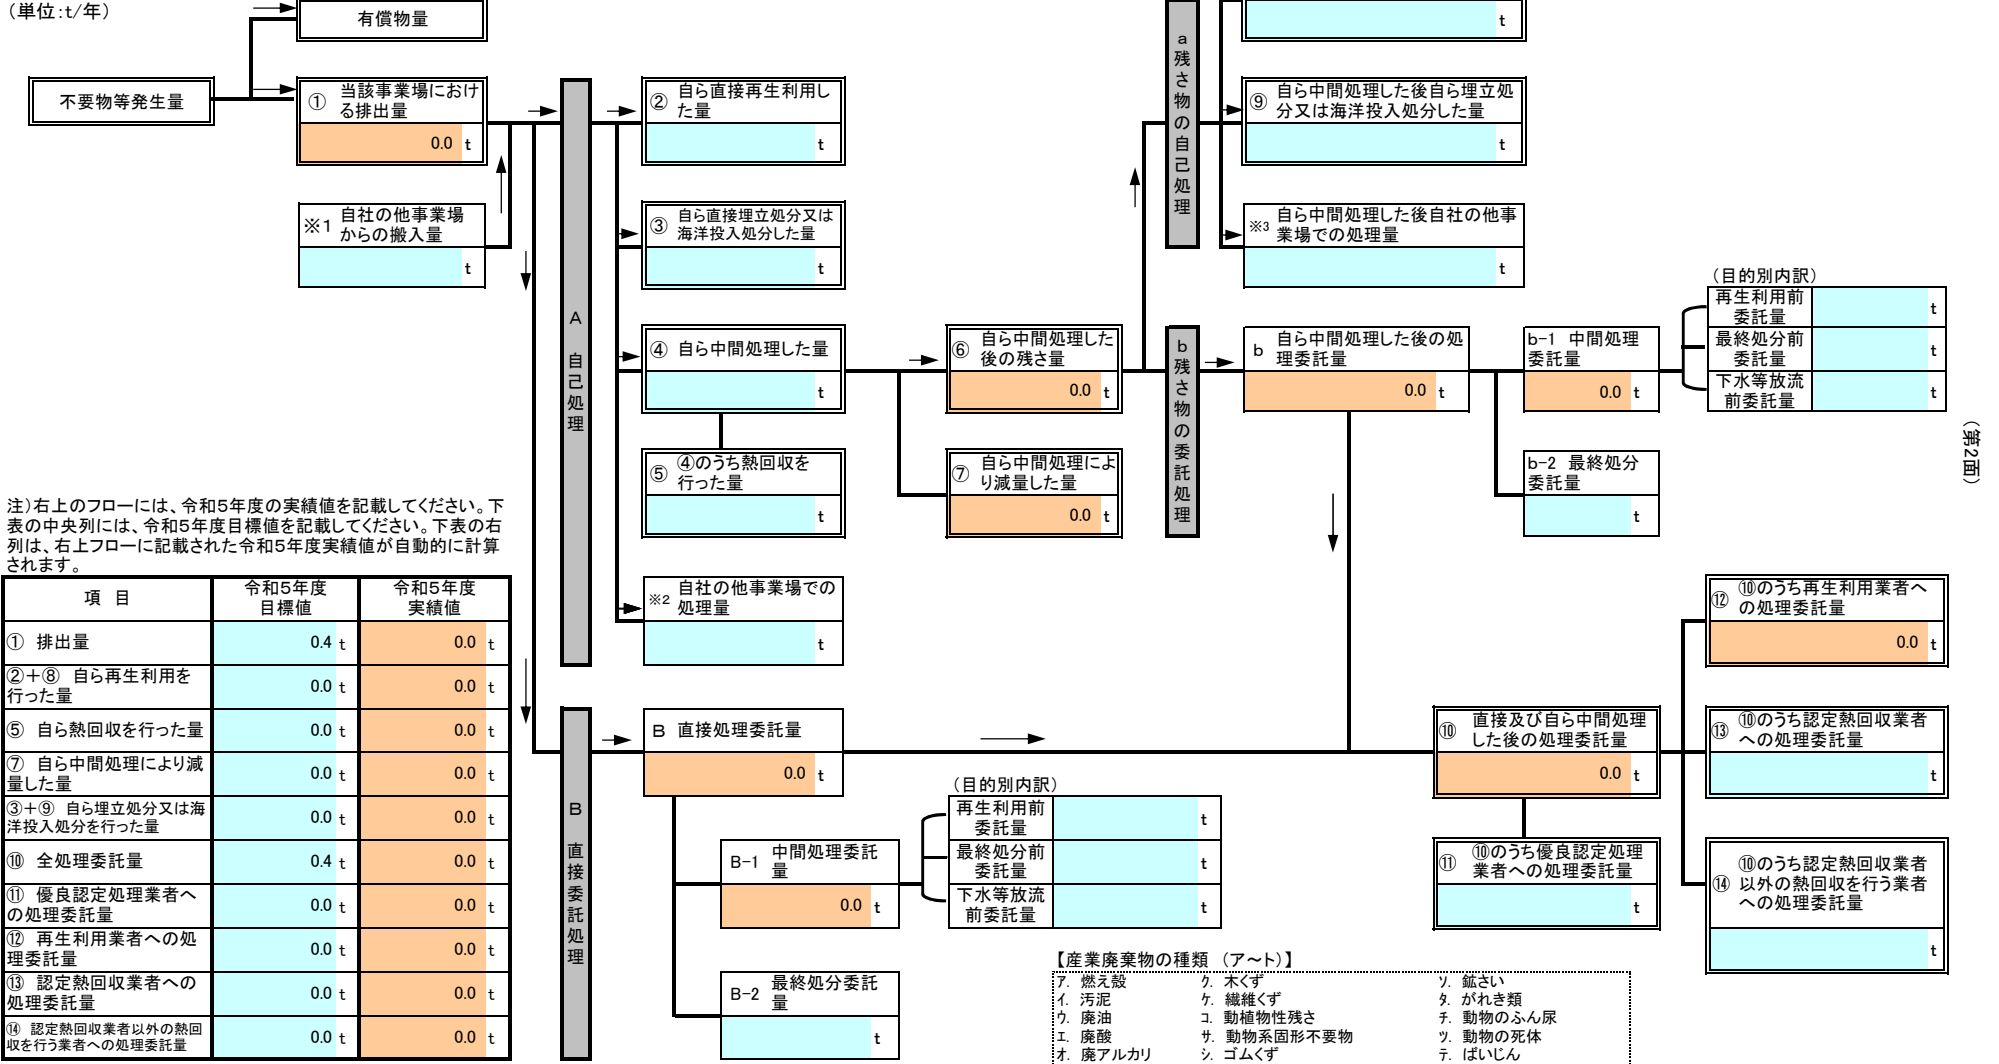 （単位:t/年）
有償物量
不要物等発生量
① 当該事業場におけ
る排出量
0.0 t
※1 自社の他事業場
からの搬入量
t
A 自己処理
② 自ら直接再生利用し
た量
t
③ 自ら直接埋立処分又は
海洋投入処分した量
t
④ 自ら中間処理した量
t
⑤ ④のうち熱回収を
行った量
t
※2 自社の他事業場での
処理量
t
⑥ 自ら中間処理した
後の残さ量
0.0 t
⑦ 自ら中間処理によ
り減量した量
0.0 t
a 残さ物の自己処理
t
⑨ 自ら中間処理した後自ら埋立処
分又は海洋投入処分した量
t
※3 自ら中間処理した後自社の他事
業場での処理量
t
b 残さ物の委託処理
b 自ら中間処理した後の処
理委託量
0.0 t
b-1 中間処理
委託量
0.0 t
（目的別内訳）
再生利用前
委託量
t
最終処分前
委託量
t
下水等放流
前委託量
t
b-2 最終処分
委託量
t
（第2面）
注）右上のフローには、令和5年度の実績値を記載してください。下
表の中央列には、令和5年度目標値を記載してください。下表の右
列は、右上フローに記載された令和5年度実績値が自動的に計算
されます。
項 目 令和5年度 目標値 令和5年度 実績値
① 排出量 0.4 t 0.0 t
②＋⑧ 自ら再生利用を
行った量 0.0 t 0.0 t
⑤ 自ら熱回収を行った量 0.0 t 0.0 t
⑦ 自ら中間処理により減
量した量 0.0 t 0.0 t
③＋⑨ 自ら埋立処分又は海
洋投入処分を行った量 0.0 t 0.0 t
⑩ 全処理委託量 0.4 t 0.0 t
⑪ 優良認定処理業者へ
の処理委託量 0.0 t 0.0 t
⑫ 再生利用業者への処
理委託量 0.0 t 0.0 t
⑬ 認定熱回収業者への
処理委託量 0.0 t 0.0 t
⑭ 認定熱回収業者以外の熱回
収を行う業者への処理委託量 0.0 t 0.0 t
B 直接委託処理
B 直接処理委託量
0.0 t
B-1 中間処理委託
量
0.0 t
（目的別内訳）
再生利用前
委託量
t
最終処分前
委託量
t
下水等放流
前委託量
t
B-2 最終処分委託
量
t
⑩ 直接及び自ら中間処理
した後の処理委託量
0.0 t
⑪ ⑩のうち優良認定処理
業者への処理委託量
t
⑫ ⑩のうち再生利用業者へ
の処理委託量
0.0 t
⑬ ⑩のうち認定熱回収業者
への処理委託量
t
⑭ ⑩のうち認定熱回収業者
以外の熱回収を行う業者
への処理委託量
t
【産業廃棄物の種類 （ア～ト）】
ア. 燃え殻 ク. 木くず ソ. 鉱さい
イ. 汚泥 ケ. 繊維くず タ. がれき類
ウ. 廃油 コ. 動植物性残さ チ. 動物のふん尿
エ. 廃酸 サ. 動物系固形不要物 ツ. 動物の死体
オ. 廃アルカリ シ. ゴムくず テ. ばいじん